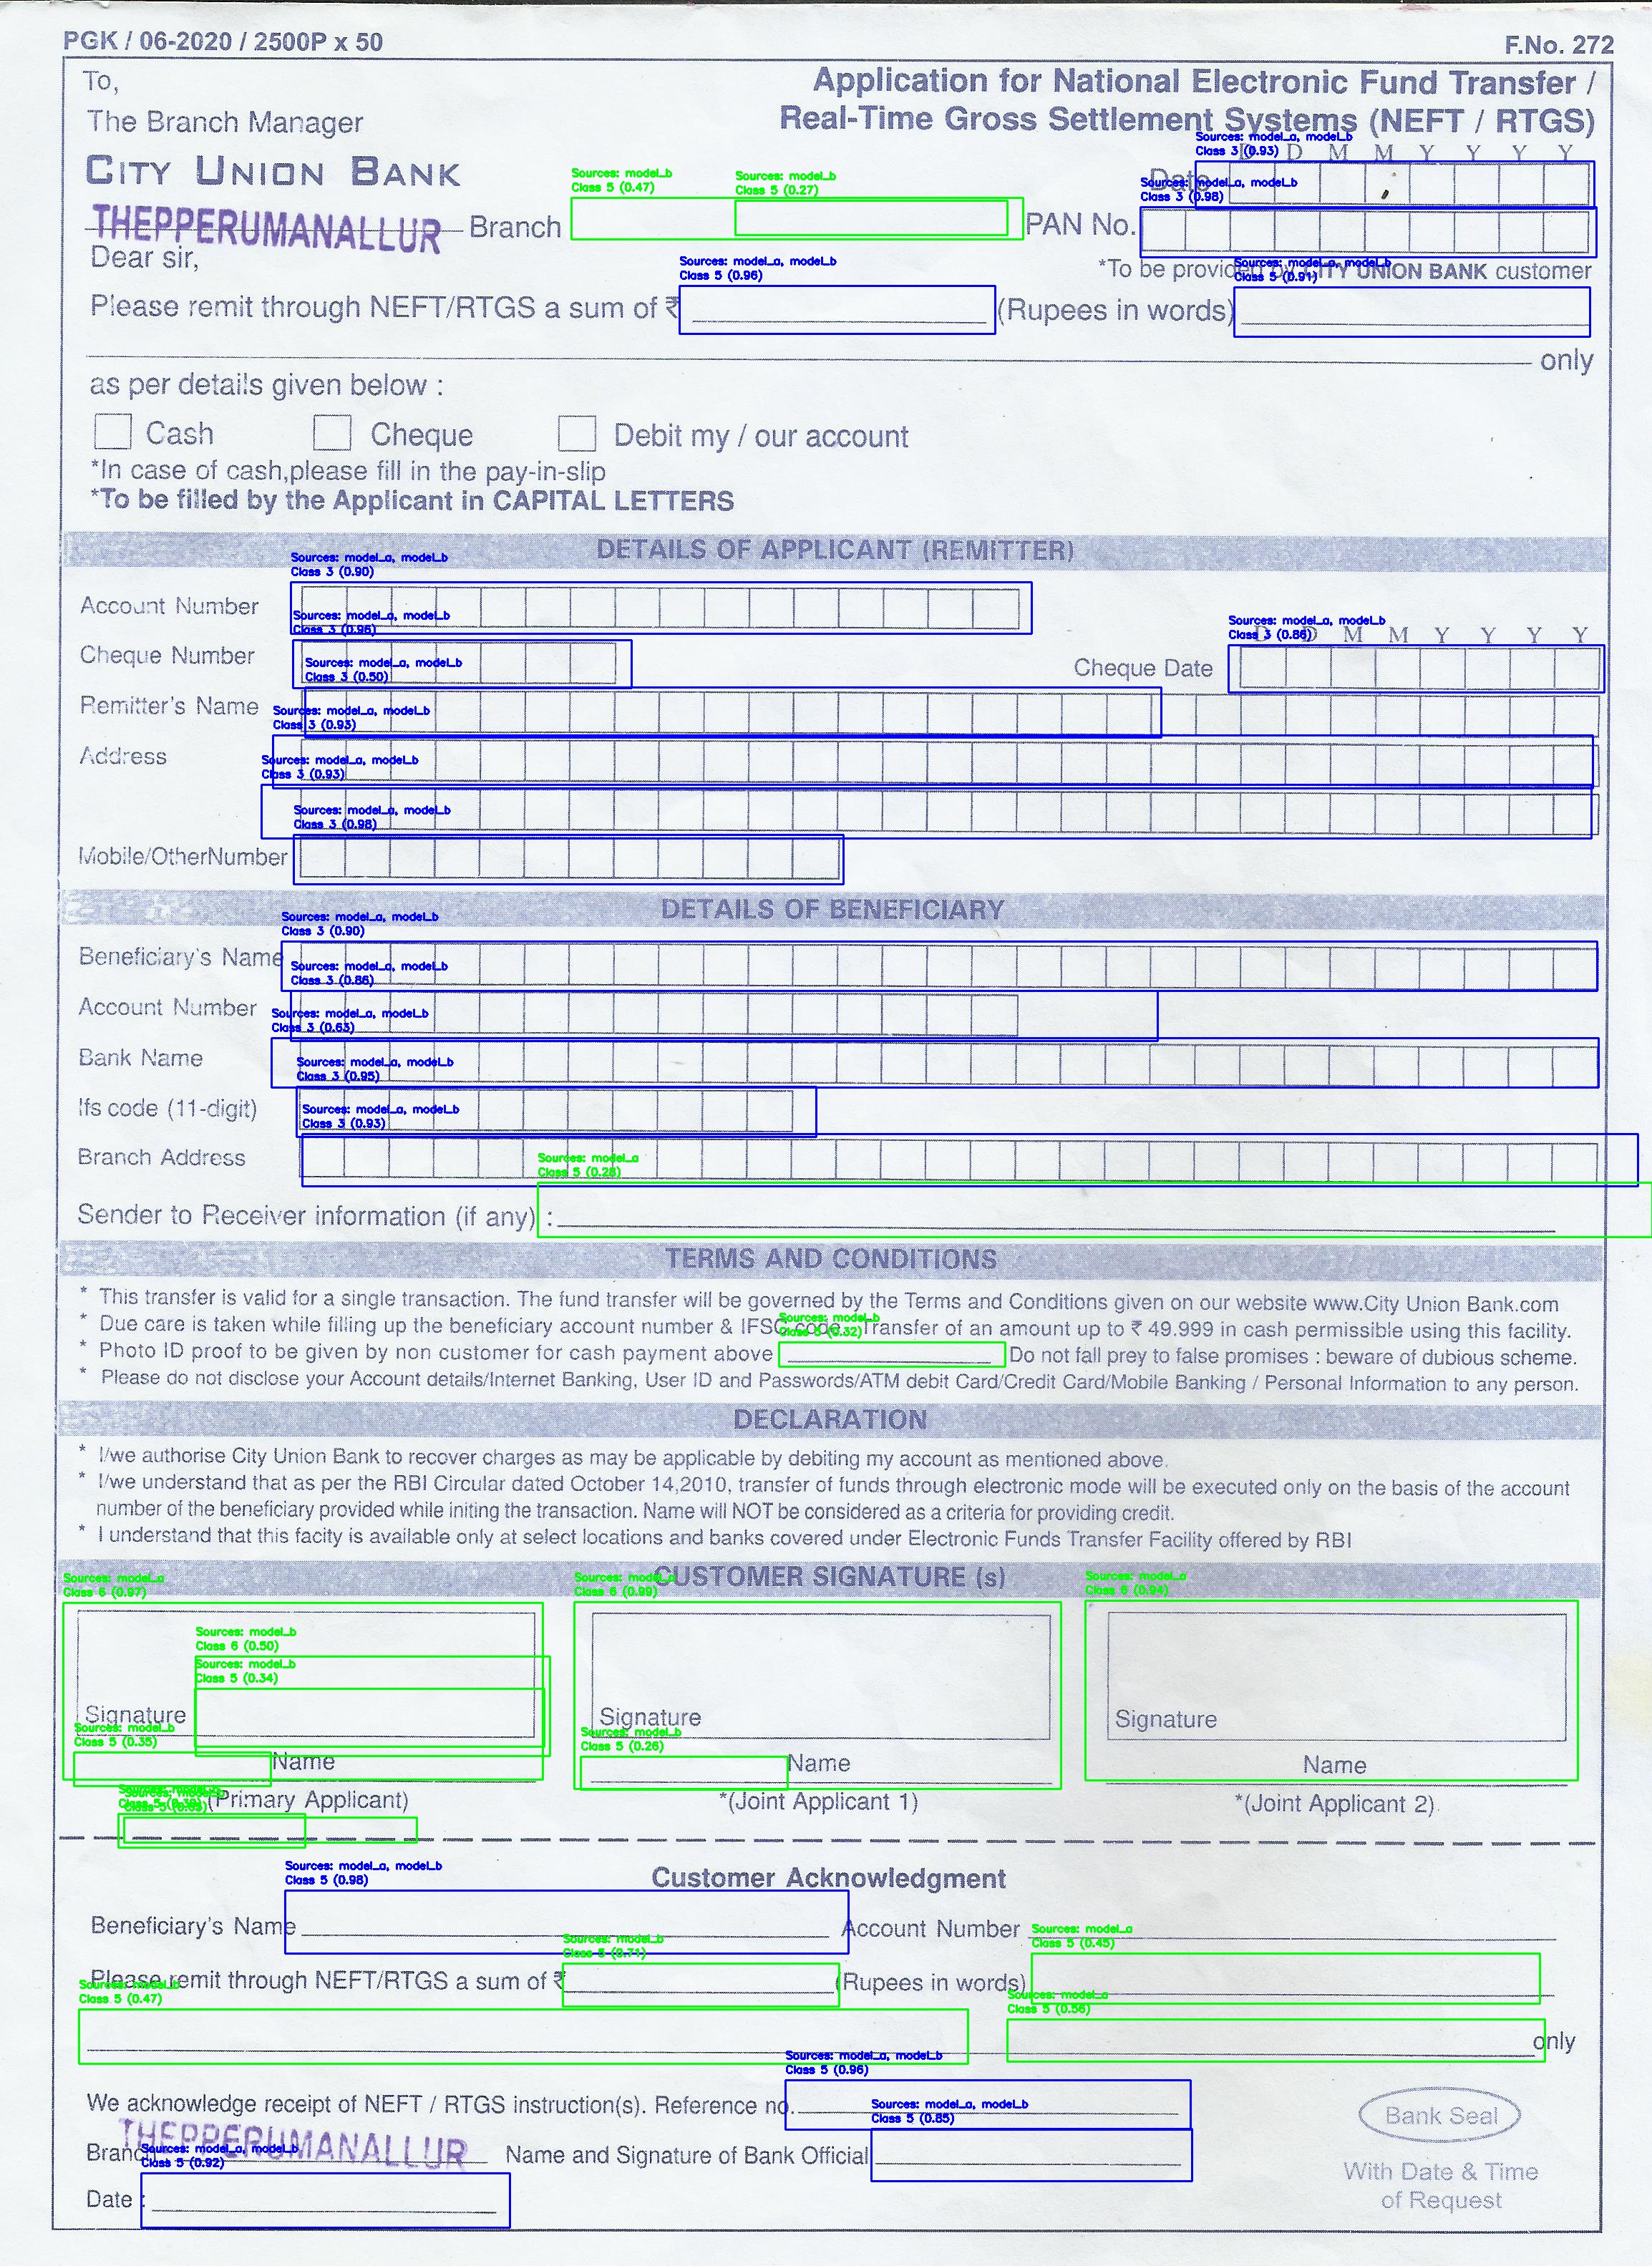 PGK / 06-2020 / 2500P x 50
F.No. 272
To,
The Branch Manager
CITY UNION BANK
THEPPERUMANALLUR Branch
Application for National Electronic Fund Transfer /
Real-Time Gross Settlement Systems (NEFT / RTGS)
Sources: model_a, model_b
Class 3 (0.93)
D D M M Y Y Y Y
Date
Sources: model_a, model_b
Class 3 (0.98)
Sources: model_b
Class 5 (0.47)
Sources: model_b
Class 5 (0.27)
PAN No.
Dear sir,
*To be provided by CITY UNION BANK customer
Sources: model_a, model_b
Class 5 (0.96)
Sources: model_a, model_b
Class 5 (0.91)
Please remit through NEFT/RTGS a sum of ₹ (Rupees in words)
only
as per details given below :
Cash Cheque Debit my / our account
*In case of cash,please fill in the pay-in-slip
*To be filled by the Applicant in CAPITAL LETTERS
DETAILS OF APPLICANT (REMITTER)
Sources: model_a, model_b
Class 3 (0.90)
Account Number
Sources: model_a, model_b
Class 3 (0.96)
Sources: model_a, model_b
Class 3 (0.86)
D D M M Y Y Y Y
Cheque Number
Cheque Date
Sources: model_a, model_b
Class 3 (0.50)
Remitter's Name
Sources: model_a, model_b
Class 3 (0.93)
Address
Sources: model_a, model_b
Class 3 (0.93)
Sources: model_a, model_b
Class 3 (0.98)
Mobile/OtherNumber
DETAILS OF BENEFICIARY
Sources: model_a, model_b
Class 3 (0.90)
Beneficiary's Name
Sources: model_a, model_b
Class 3 (0.86)
Account Number
Sources: model_a, model_b
Class 3 (0.63)
Bank Name
Sources: model_a, model_b
Class 3 (0.95)
Ifs code (11-digit)
Sources: model_a, model_b
Class 3 (0.93)
Branch Address
Sources: model_a
Class 5 (0.28)
Sender to Receiver information (if any) :
TERMS AND CONDITIONS
* This transfer is valid for a single transaction. The fund transfer will be governed by the Terms and Conditions given on our website www.City Union Bank.com
* Due care is taken while filling up the beneficiary account number & IFSC code. Transfer of an amount up to ₹ 49.999 in cash permissible using this facility.
Sources: model_b
Class 5 (0.32)
* Photo ID proof to be given by non customer for cash payment above Do not fall prey to false promises : beware of dubious scheme.
* Please do not disclose your Account details/Internet Banking, User ID and Passwords/ATM debit Card/Credit Card/Mobile Banking / Personal Information to any person.
DECLARATION
* I/we authorise City Union Bank to recover charges as may be applicable by debiting my account as mentioned above.
* I/we understand that as per the RBI Circular dated October 14,2010, transfer of funds through electronic mode will be executed only on the basis of the account
number of the beneficiary provided while initing the transaction. Name will NOT be considered as a criteria for providing credit.
* I understand that this facity is available only at select locations and banks covered under Electronic Funds Transfer Facility offered by RBI
CUSTOMER SIGNATURE (s)
Sources: model_a
Class 6 (0.97)
Sources: model_a
Class 6 (0.99)
Sources: model_a
Class 6 (0.94)
Sources: model_b
Class 6 (0.50)
Sources: model_b
Class 5 (0.34)
Signature Signature Signature
Sources: model_b
Class 5 (0.35)
Sources: model_b
Class 5 (0.26)
Name Name Name
(Primary Applicant) *(Joint Applicant 1) *(Joint Applicant 2)
Customer Acknowledgment
Sources: model_a, model_b
Class 5 (0.98)
Beneficiary's Name Account Number
Sources: model_a
Class 5 (0.45)
Sources: model_b
Class 5 (0.71)
Please remit through NEFT/RTGS a sum of ₹ (Rupees in words)
Sources: model_b
Class 5 (0.47)
Sources: model_a
Class 5 (0.56)
only
Sources: model_a, model_b
Class 5 (0.96)
We acknowledge receipt of NEFT / RTGS instruction(s). Reference no.
Sources: model_a, model_b
Class 5 (0.85)
Bank Seal
THEPPERUMANALLUR
Branch Name and Signature of Bank Official
Sources: model_a, model_b
Class 5 (0.92)
With Date & Time
of Request
Date :